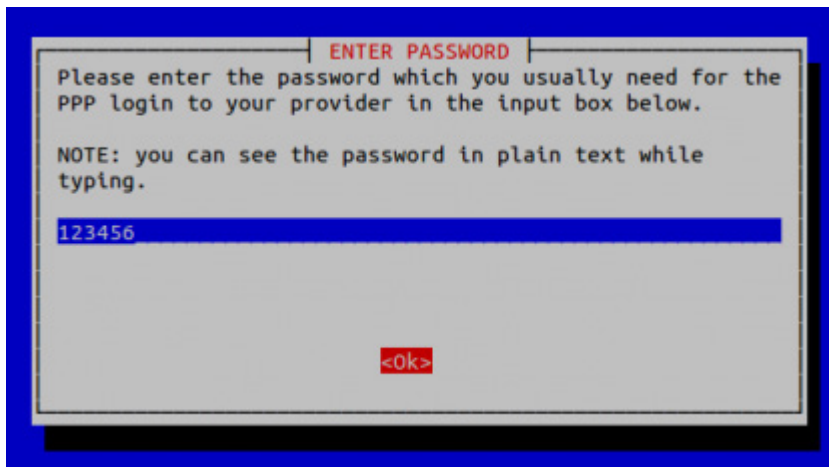 ENTER PASSWORD
Please enter the password which you usually need for the
PPP login to your provider in the input box below.
NOTE: you can see the password in plain text while
typing.
123456
<Ok>